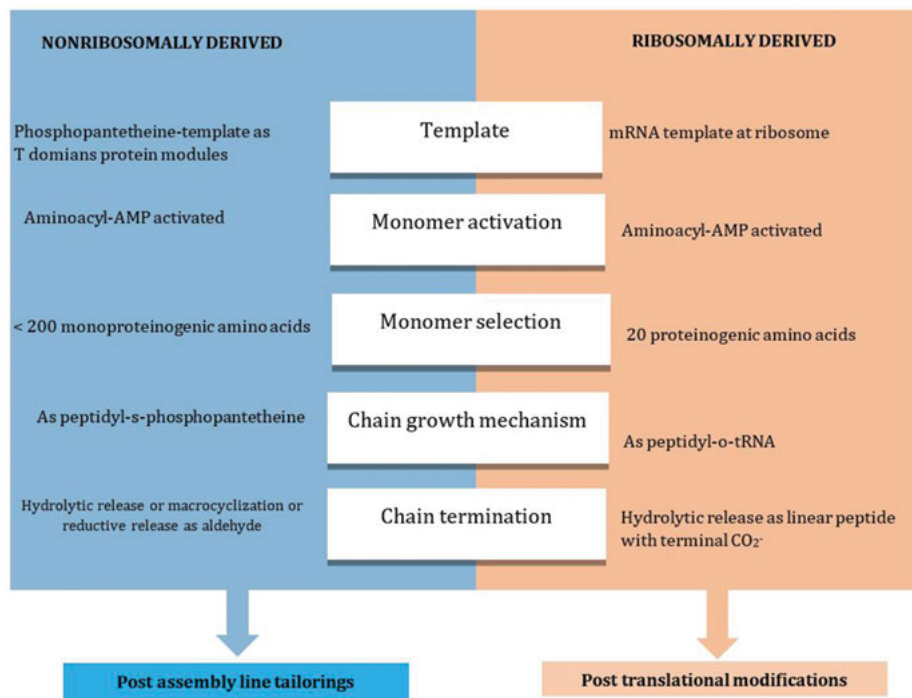 NONRIBOSOMALLY DERIVED
RIBOSOMALLY DERIVED
Phosphopantetheine-template as
T domians protein modules
Template
mRNA template at ribosome
Aminoacyl-AMP activated
Monomer activation
Aminoacyl-AMP activated
< 200 monoproteinogenic amino acids
Monomer selection
20 proteinogenic amino acids
As peptidyl-s-phosphopantetheine
Chain growth mechanism
As peptidyl-o-tRNA
Hydrolytic release or macrocyclization or
reductive release as aldehyde
Chain termination
Hydrolytic release as linear peptide
with terminal CO₂⁻
Post assembly line tailorings
Post translational modifications